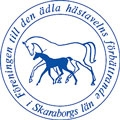 Föreningen till den ädla hästavelns förbättrande
i Skaraborgs län